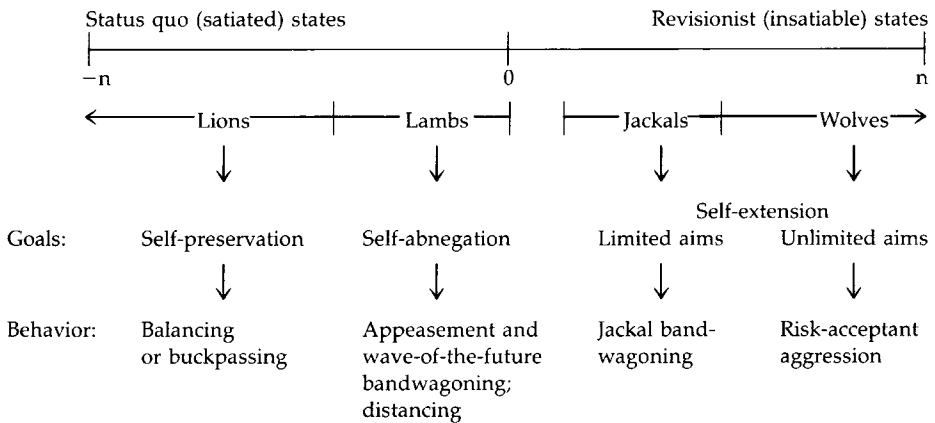 Status quo (satiated) states Revisionist (insatiable) states
−n 0 n
Lions Lambs Jackals Wolves
Self-extension
Goals: Self-preservation Self-abnegation Limited aims Unlimited aims
Behavior: Balancing Appeasement and Jackal band- Risk-acceptant
or buckpassing wave-of-the-future wagoning aggression
bandwagoning;
distancing